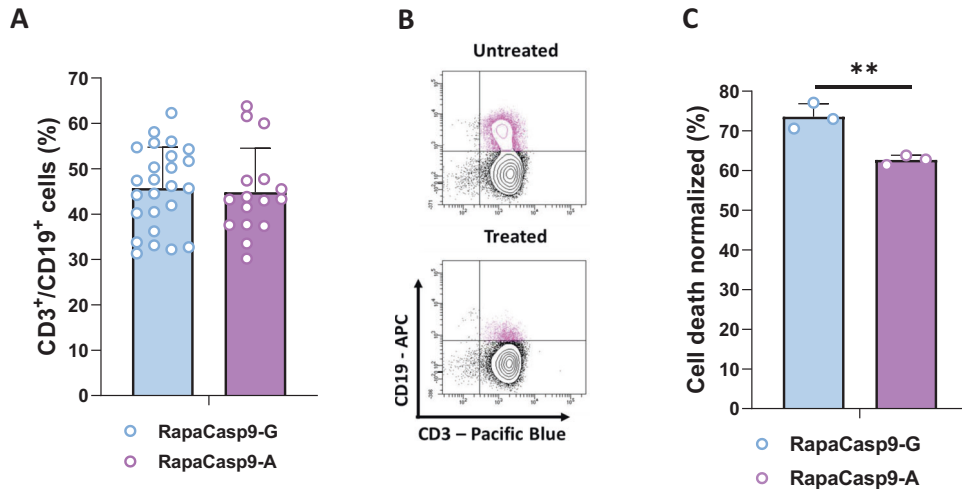 A
CD3+/CD19+ cells (%)
70
60
50
40
30
20
10
0
RapaCasp9-G
RapaCasp9-A
B
Untreated
Treated
CD19 - APC
CD3 – Pacific Blue
C
**
Cell death normalized (%)
80
70
60
50
40
30
20
10
0
RapaCasp9-G
RapaCasp9-A